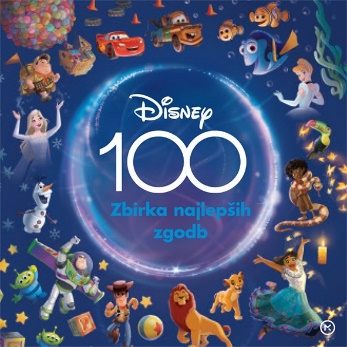 Disney
100
Zbirka najlepših
zgodb